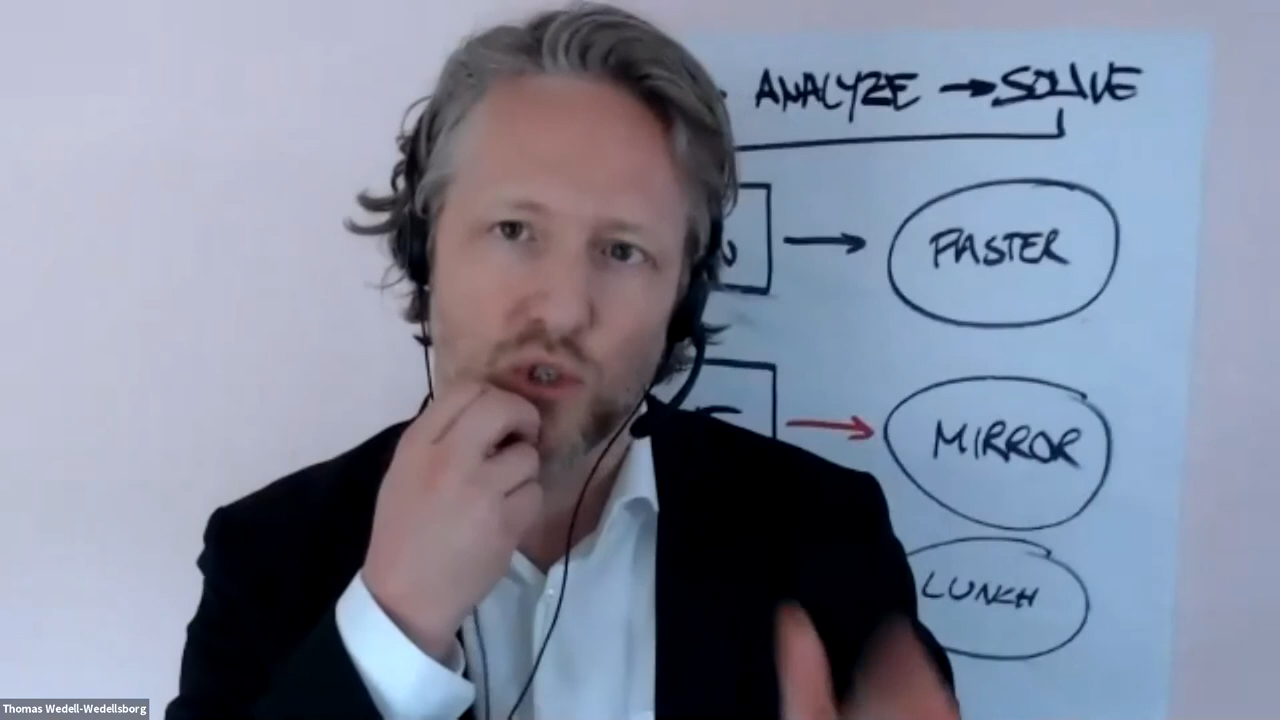 ANALYZE → SOLVE
FASTER
MIRROR
LUNCH
Thomas Wedell-Wedellsborg